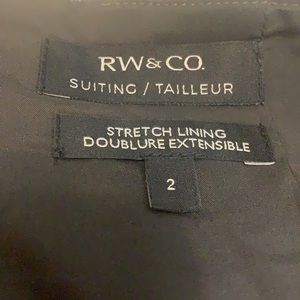 RW&CO.
SUITING / TAILLEUR
STRETCH LINING
DOUBLURE EXTENSIBLE
2